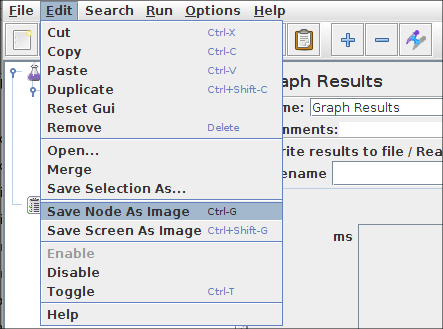 File Edit Search Run Options Help
Cut Ctrl-X
Copy Ctrl-C
Paste Ctrl-V
Duplicate Ctrl+Shift-C
Reset Gui
Remove Delete
Open...
Merge
Save Selection As...
Save Node As Image Ctrl-G
Save Screen As Image Ctrl+Shift-G
Enable
Disable
Toggle Ctrl-T
Help
aph Results
me: Graph Results
mments:
rite results to file / Rea
ename
ms